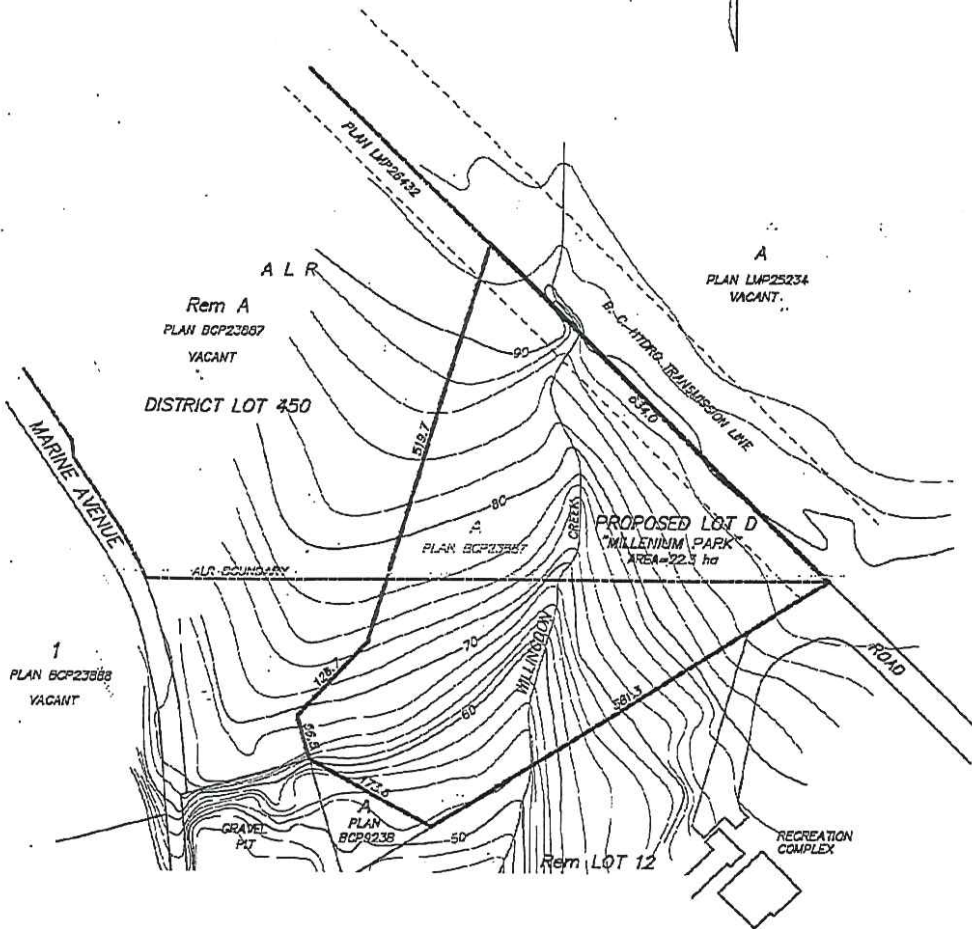 PLAN LMP26432
A L R
A
PLAN LMP25234
VACANT
Rem A
PLAN BCP23887
VACANT
B. C. HYDRO TRANSMISSION LINE
90
DISTRICT LOT 450
634.0
MARINE AVENUE
519.7
80
A
PLAN BCP23887
CREEK
PROPOSED LOT D
"MILLENIUM PARK"
AREA=22.3 ha
ALR BOUNDARY
1
PLAN BCP23888
VACANT
70
WILLINGDON
ROAD
128.7
581.3
60
173.6
A
PLAN
BCP9238
50
GRAVEL
PIT
Rem LOT 12
RECREATION
COMPLEX